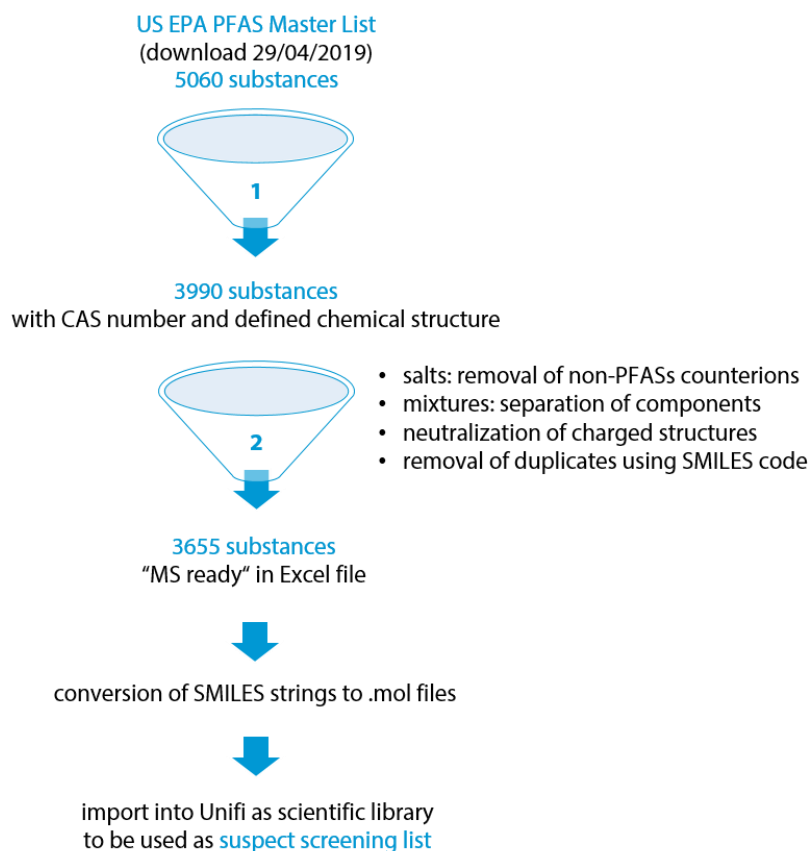 US EPA PFAS Master List
(download 29/04/2019)
5060 substances
1
3990 substances
with CAS number and defined chemical structure
2
• salts: removal of non-PFASs counterions
• mixtures: separation of components
• neutralization of charged structures
• removal of duplicates using SMILES code
3655 substances
“MS ready“ in Excel file
conversion of SMILES strings to .mol files
import into Unifi as scientific library
to be used as suspect screening list